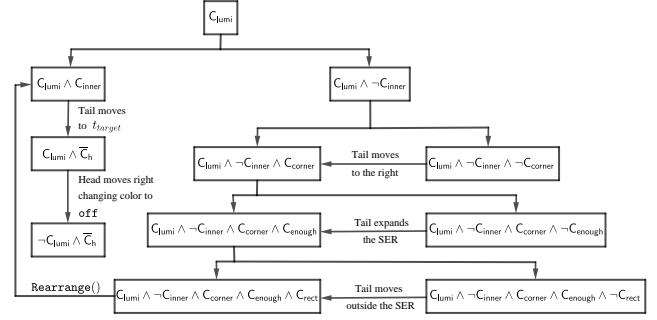 C_lumi
C_lumi ∧ C_inner
C_lumi ∧ ¬C_inner
Tail moves
to t_target
C_lumi ∧ C̅_h
C_lumi ∧ ¬C_inner ∧ C_corner
Tail moves
to the right
C_lumi ∧ ¬C_inner ∧ ¬C_corner
Head moves right
changing color to
off
¬C_lumi ∧ C̅_h
C_lumi ∧ ¬C_inner ∧ C_corner ∧ C_enough
Tail expands
the SER
C_lumi ∧ ¬C_inner ∧ C_corner ∧ ¬C_enough
Rearrange()
C_lumi ∧ ¬C_inner ∧ C_corner ∧ C_enough ∧ C_rect
Tail moves
outside the SER
C_lumi ∧ ¬C_inner ∧ C_corner ∧ C_enough ∧ ¬C_rect